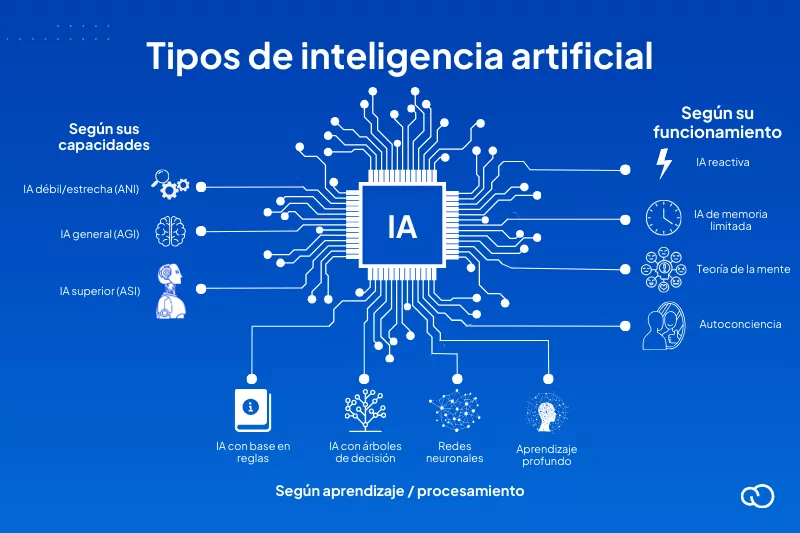 Tipos de inteligencia artificial
Según sus
capacidades
IA débil/estrecha (ANI)
IA general (AGI)
IA superior (ASI)
IA
Según su
funcionamiento
IA reactiva
IA de memoria
limitada
Teoría de la mente
Autoconciencia
IA con base en
reglas
IA con árboles
de decisión
Redes
neuronales
Aprendizaje
profundo
Según aprendizaje / procesamiento